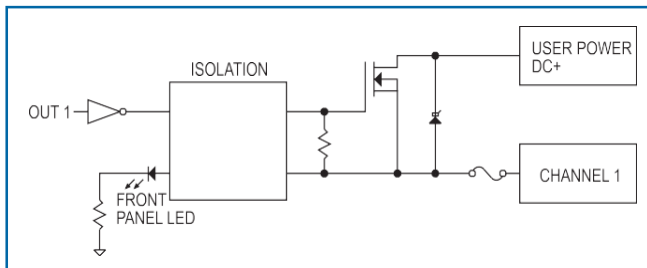 USER POWER
DC+
ISOLATION
OUT 1
FRONT
PANEL LED
CHANNEL 1